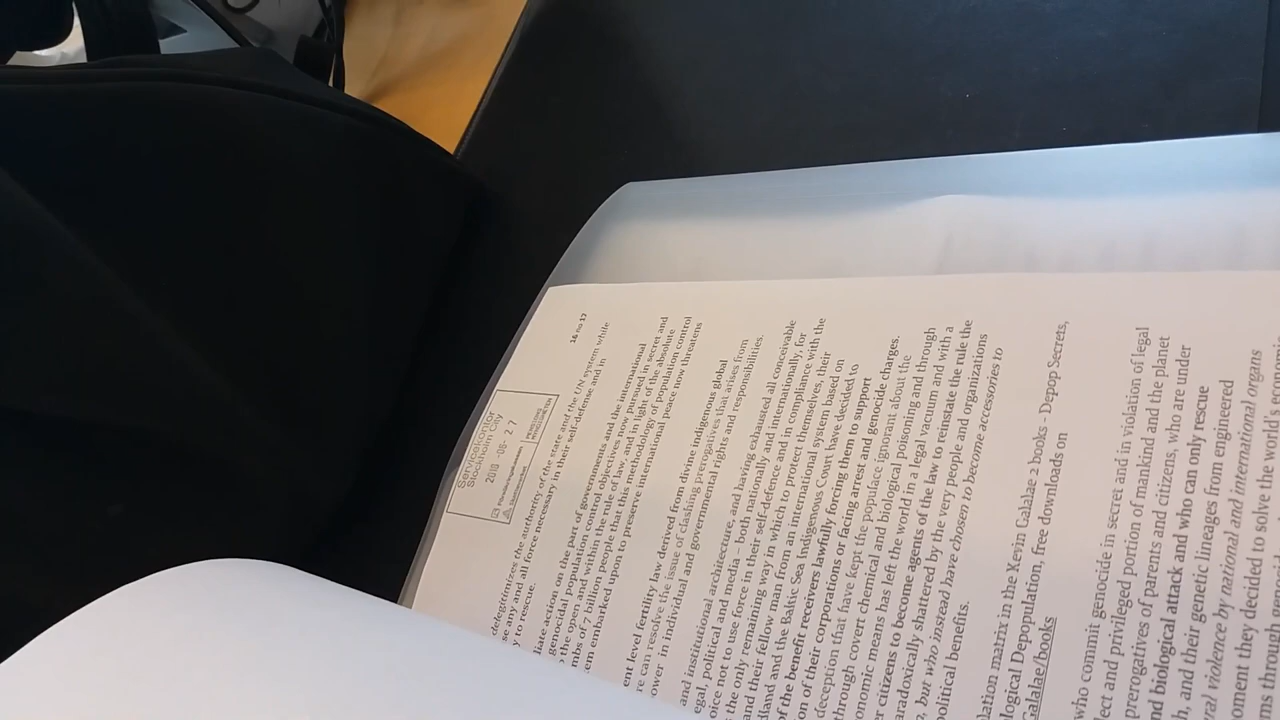 16 av 17
Servicekontor
Stockholm City
2019 -05- 2 7
delegitimizes the authority of the state and the UN system while
se any and all force necessary in their self-defense and in
y to rescue.
diate action on the part of governments and the international
genocidal population control objectives now pursued in secret and
the open and within the rule of law, and in light of the absolute
mbs of 7 billion people that this methodology of population control
em embarked upon to preserve international peace now threatens
ent level fertility law derived from divine indigenous global
re can resolve the issue of clashing prerogatives that arises from
ower in individual and governmental rights and responsibilities.
and institutional architecture, and having exhausted all conceivable
egal, political and media – both nationally and internationally, for
oice not to use force in their self-defence and in compliance with the
the only remaining way in which to protect themselves, their
and their fellow man from an international system based on
dland and the Baltic Sea Indigenous Court have decided to
of the benefit receivers lawfully forcing them to support
on of their corporations or facing arrest and genocide charges.
deception that have kept the populace ignorant about the
through covert chemical and biological poisoning and through
onomic means has left the world in a legal vacuum and with a
er citizens to become agents of the law to reinstate the rule the
aradoxically shattered by the very people and organizations
, but who instead have chosen to become accessories to
political benefits.
lation matrix in the Kevin Galalae 2 books - Depop Secrets,
logical Depopulation, free downloads on
Galalae/books
who commit genocide in secret and in violation of legal
ect and privileged portion of mankind and the planet
prerogatives of parents and citizens, who are under
nd biological attack and who can only rescue
h, and their genetic lineages from engineered
ral violence by national and international organs
oment they decided to solve the world's